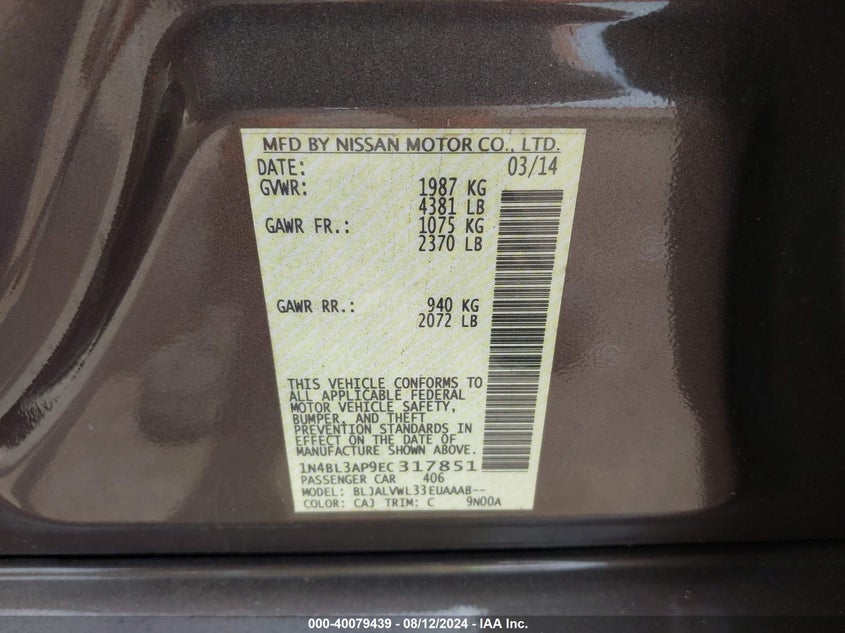 MFD BY NISSAN MOTOR CO., LTD.
DATE: 03/14
GVWR: 1987 KG
4381 LB
GAWR FR.: 1075 KG
2370 LB
GAWR RR.: 940 KG
2072 LB
THIS VEHICLE CONFORMS TO
ALL APPLICABLE FEDERAL
MOTOR VEHICLE SAFETY,
BUMPER, AND THEFT
PREVENTION STANDARDS IN
EFFECT ON THE DATE OF
MANUFACTURE SHOWN ABOVE.
1N4BL3AP9EC317851
PASSENGER CAR 406
MODEL: BLJALVWL33EUAAAB--
COLOR: CAJ TRIM: C 9N00A
000-40079439 - 08/12/2024 - IAA Inc.